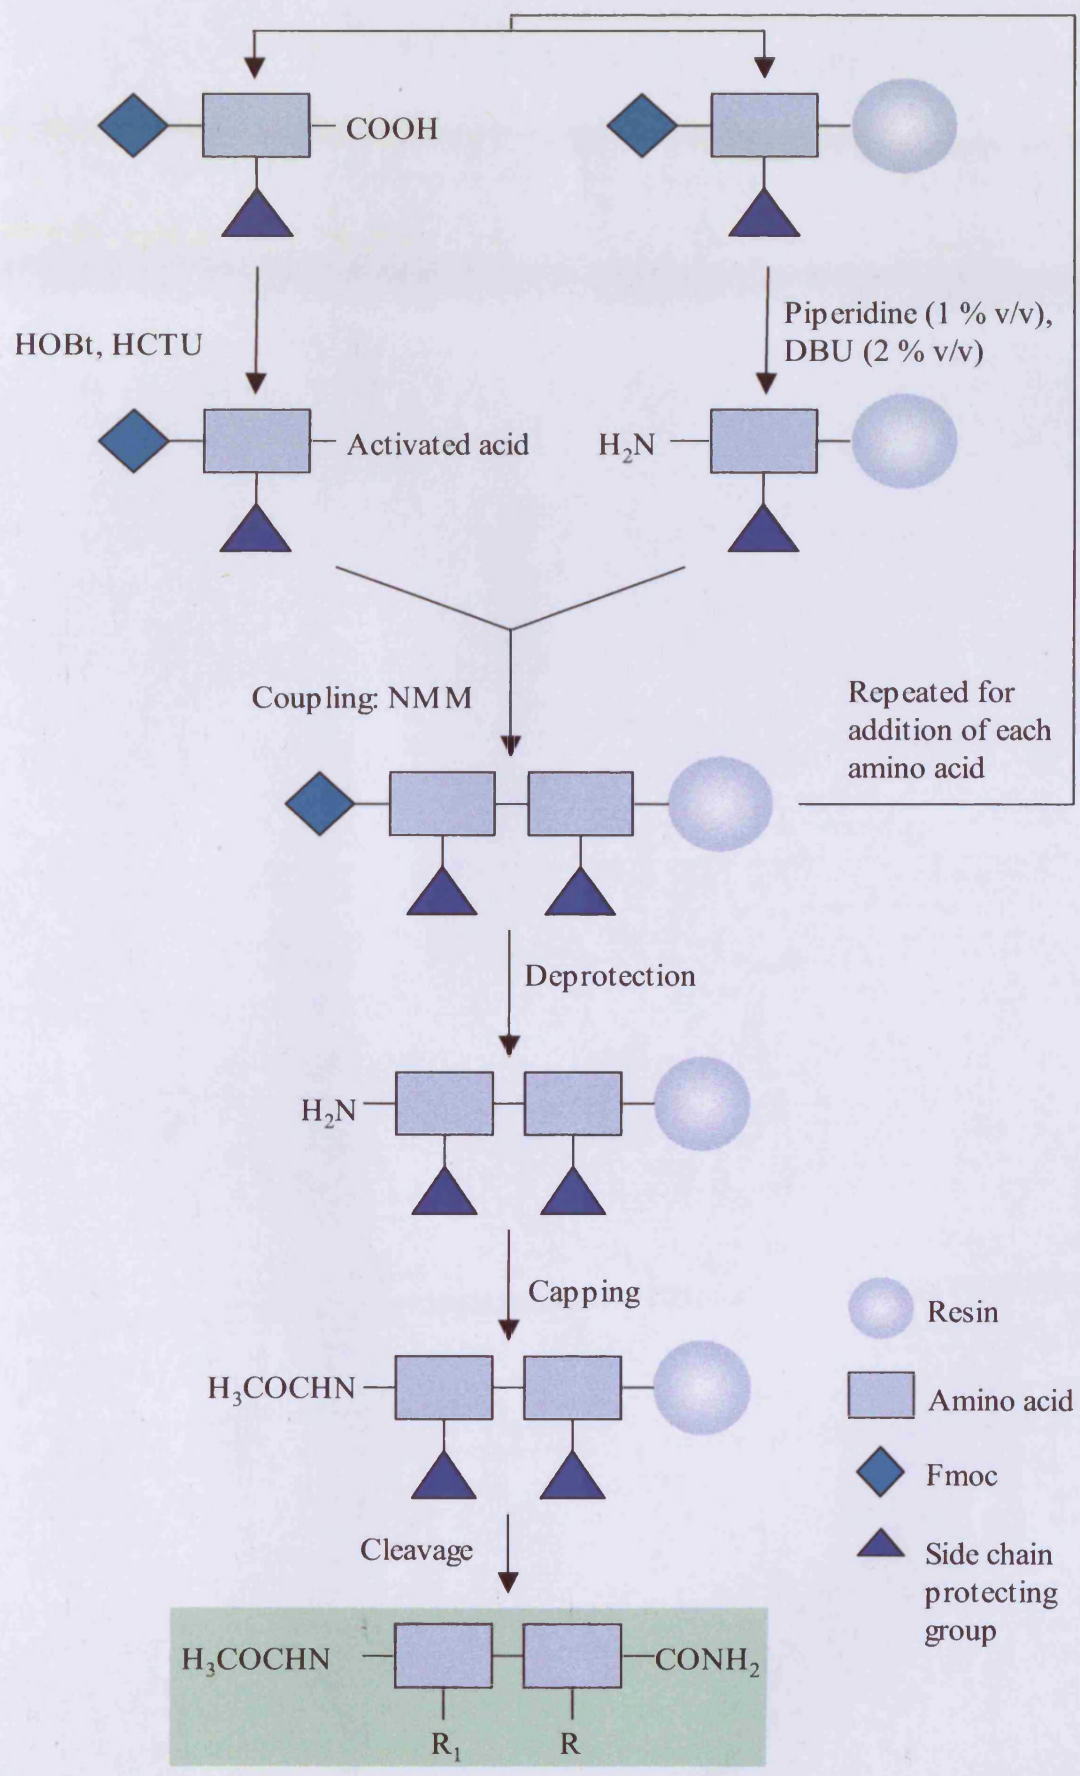 COOH
Piperidine (1 % v/v),
DBU (2 % v/v)
HOBt, HCTU
Activated acid
H₂N
Coupling: NMM
Repeated for
addition of each
amino acid
Deprotection
H₂N
Capping
H₃COCHN
Cleavage
H₃COCHN
CONH₂
R₁
R
Resin
Amino acid
Fmoc
Side chain
protecting
group